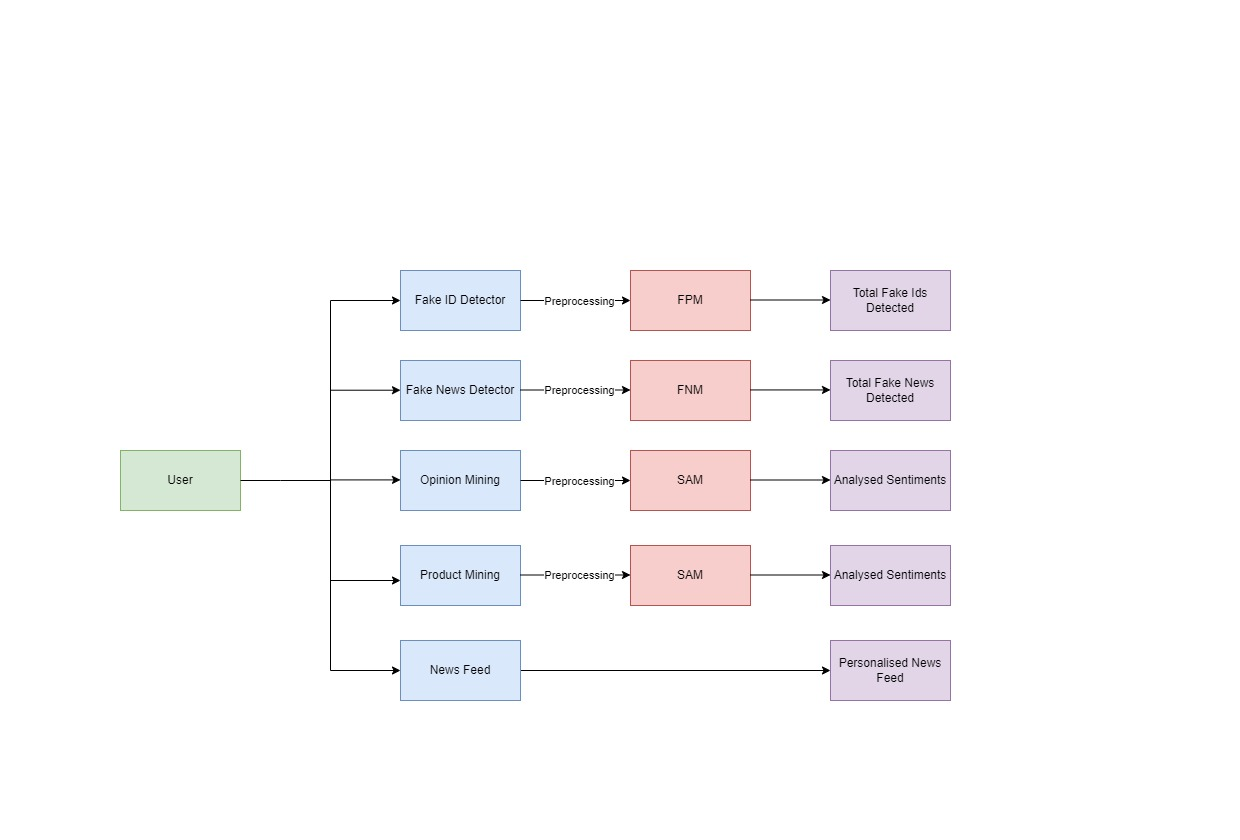 Fake ID Detector
Preprocessing
FPM
Total Fake Ids
Detected
Fake News Detector
Preprocessing
FNM
Total Fake News
Detected
User
Opinion Mining
Preprocessing
SAM
Analysed Sentiments
Product Mining
Preprocessing
SAM
Analysed Sentiments
News Feed
Personalised News
Feed